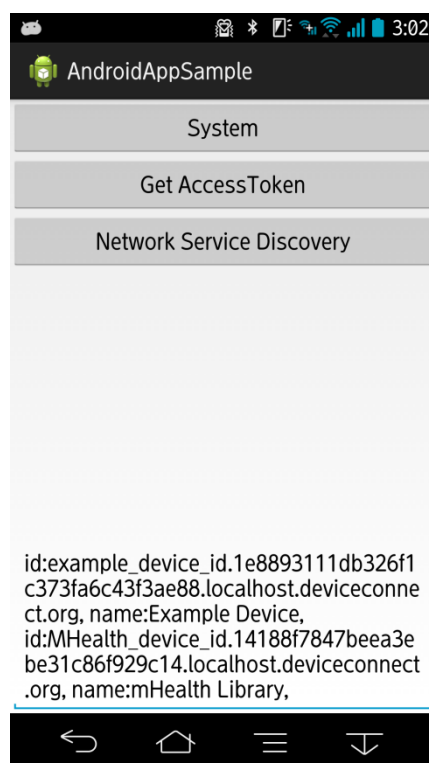 3:02
AndroidAppSample
System
Get AccessToken
Network Service Discovery
id:example_device_id.1e8893111db326f1
c373fa6c43f3ae88.localhost.deviceconne
ct.org, name:Example Device,
id:MHealth_device_id.14188f7847beea3e
be31c86f929c14.localhost.deviceconnect
.org, name:mHealth Library,